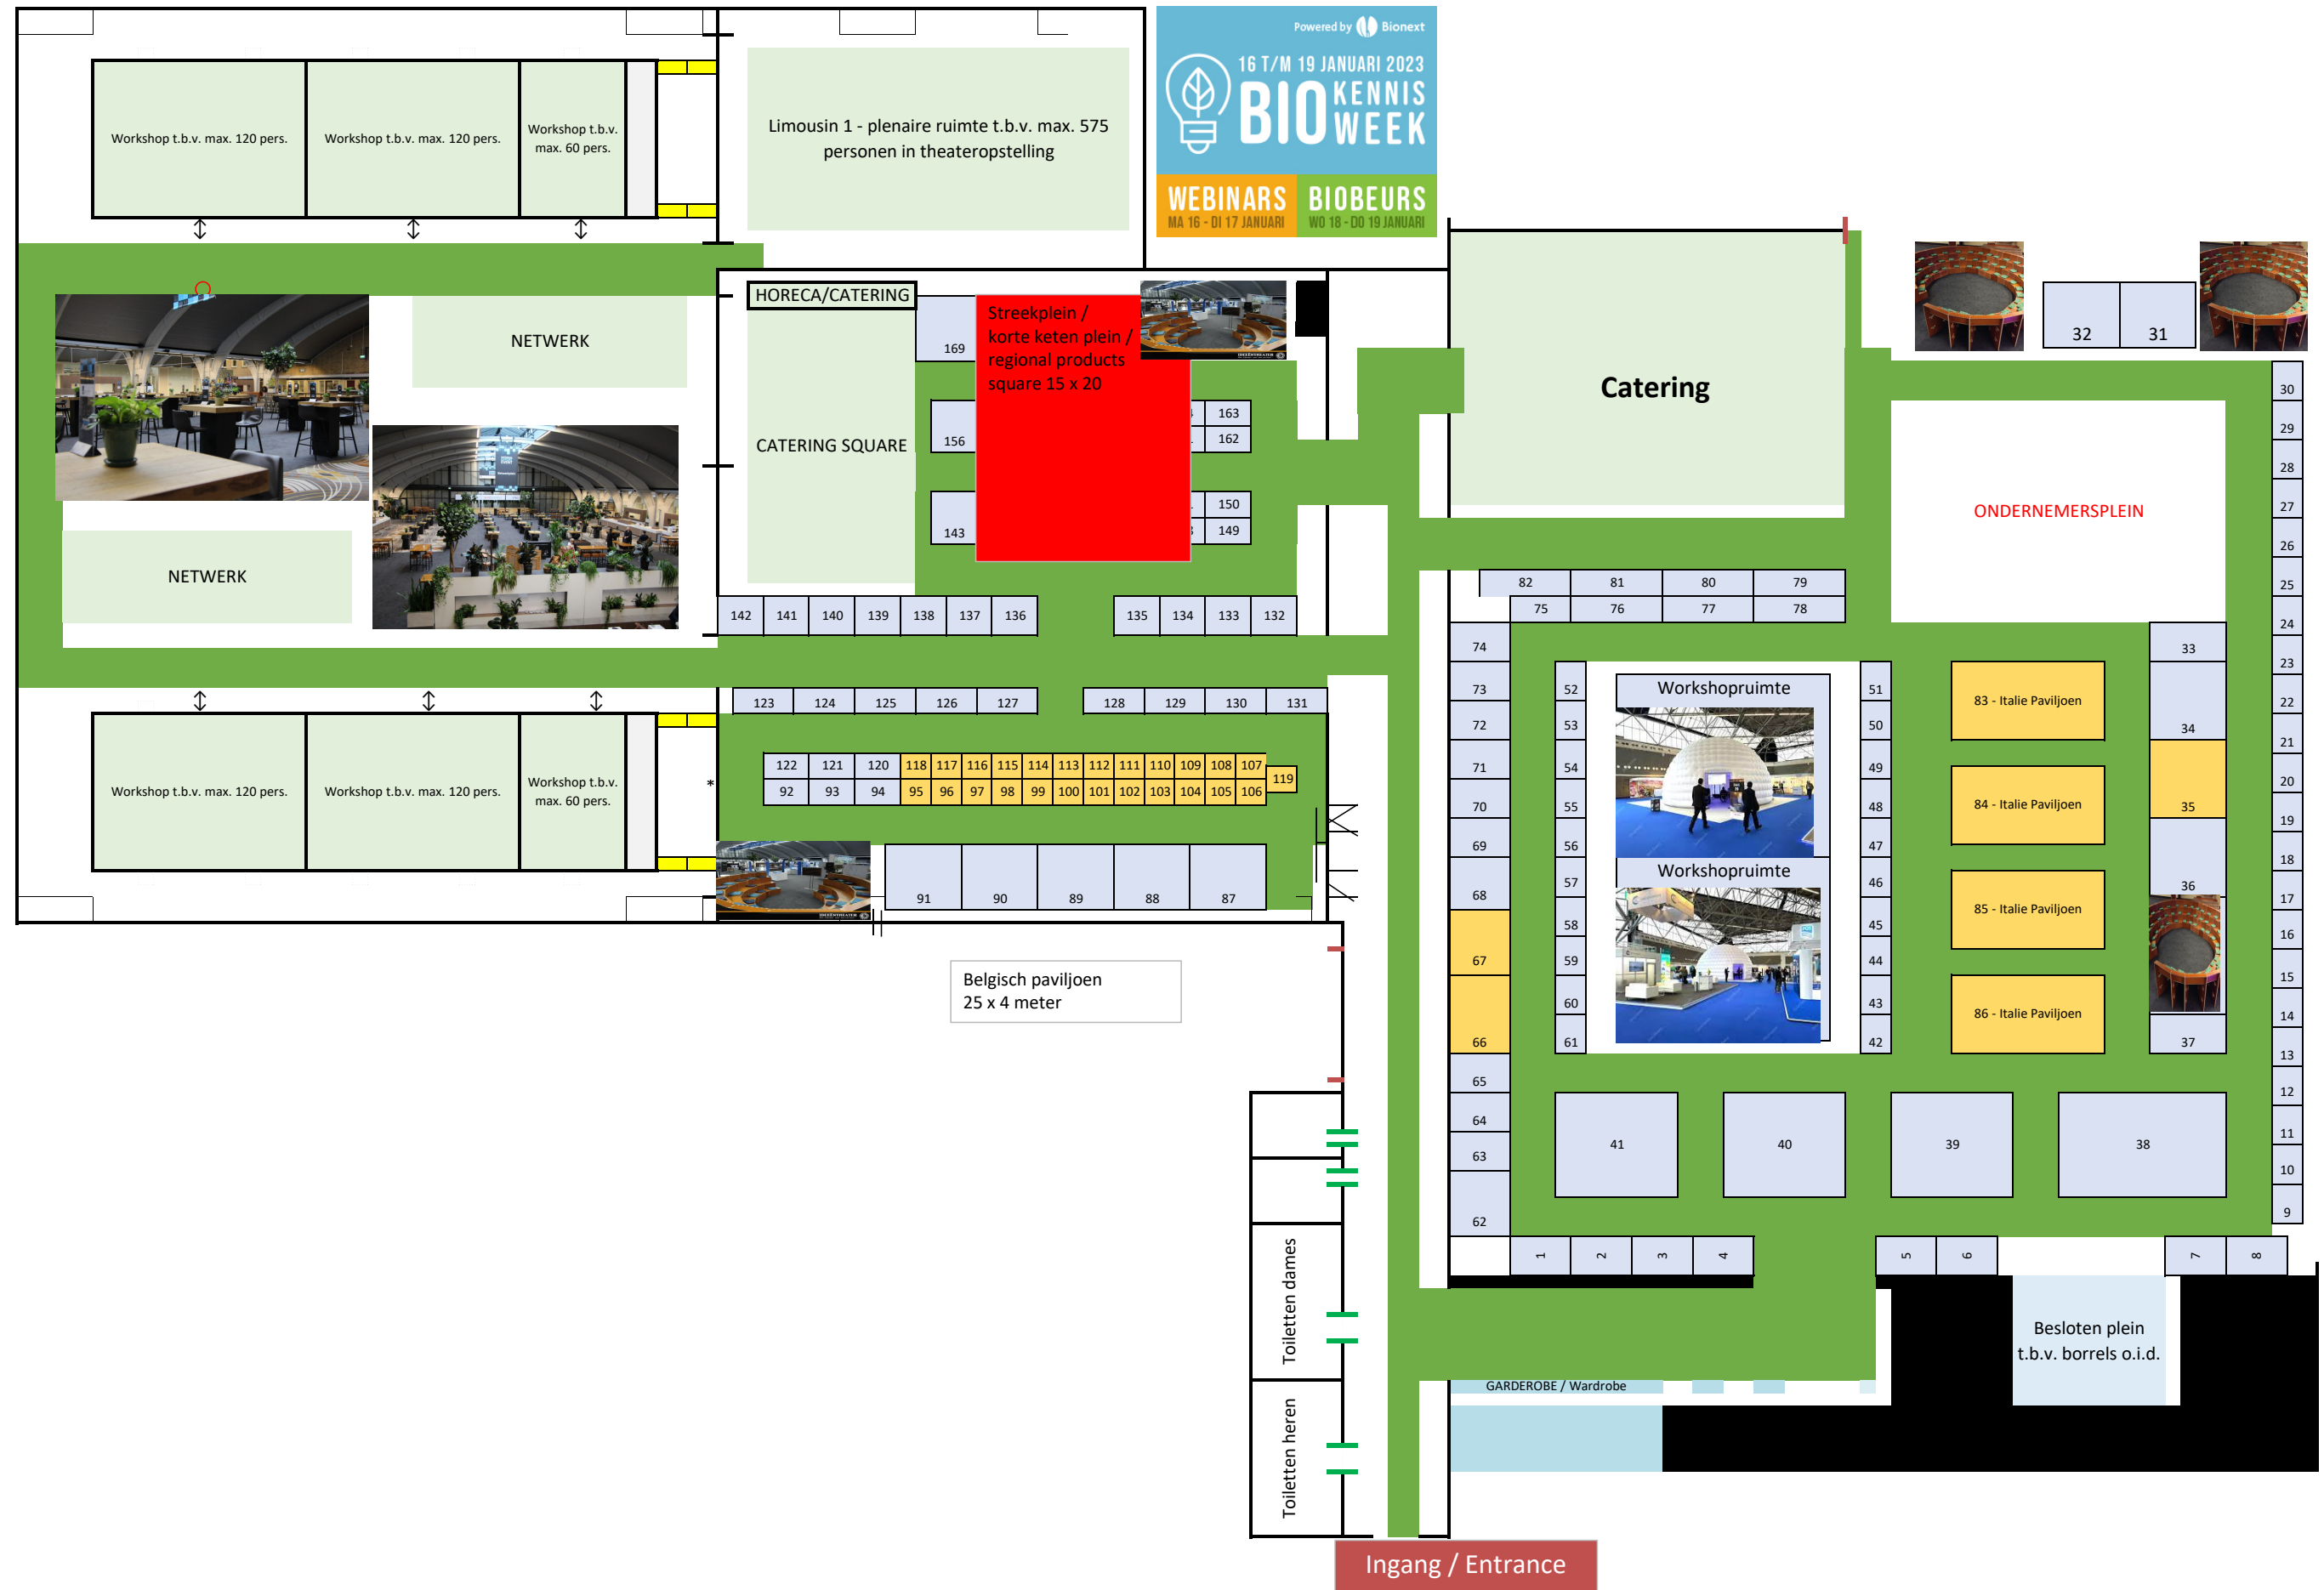 Powered by Bionext
16 T/M 19 JANUARI 2023
BIO KENNIS WEEK
WEBINARS
MA 16 - DI 17 JANUARI
BIOBEURS
WO 18 - DO 19 JANUARI
Workshop t.b.v. max. 120 pers.
Workshop t.b.v. max. 120 pers.
Workshop t.b.v.
max. 60 pers.
Limousin 1 - plenaire ruimte t.b.v. max. 575
personen in theateropstelling
HORECA/CATERING
NETWERK
NETWERK
CATERING SQUARE
Streekplein /
korte keten plein /
regional products
square 15 x 20
169
156
143
163
162
150
149
142 141 140 139 138 137 136
135 134 133 132
123 124 125 126 127
128 129 130 131
122 121 120 118 117 116 115 114 113 112 111 110 109 108 107
119
92 93 94 95 96 97 98 99 100 101 102 103 104 105 106
91 90 89 88 87
Workshop t.b.v. max. 120 pers.
Workshop t.b.v. max. 120 pers.
Workshop t.b.v.
max. 60 pers.
*
Belgisch paviljoen
25 x 4 meter
Toiletten dames
Toiletten heren
Catering
32 31
ONDERNEMERSPLEIN
30
29
28
27
26
25
24
23
22
21
20
19
18
17
16
15
14
13
12
11
10
9
82 81 80 79
75 76 77 78
74
73
72
71
70
69
68
67
66
65
64
63
62
52
53
54
55
56
57
58
59
60
61
Workshopruimte
Workshopruimte
51
50
49
48
47
46
45
44
43
42
83 - Italie Paviljoen
84 - Italie Paviljoen
85 - Italie Paviljoen
86 - Italie Paviljoen
33
34
35
36
37
41 40 39 38
1 2 3 4 5 6 7 8
Besloten plein
t.b.v. borrels o.i.d.
GARDEROBE / Wardrobe
Ingang / Entrance